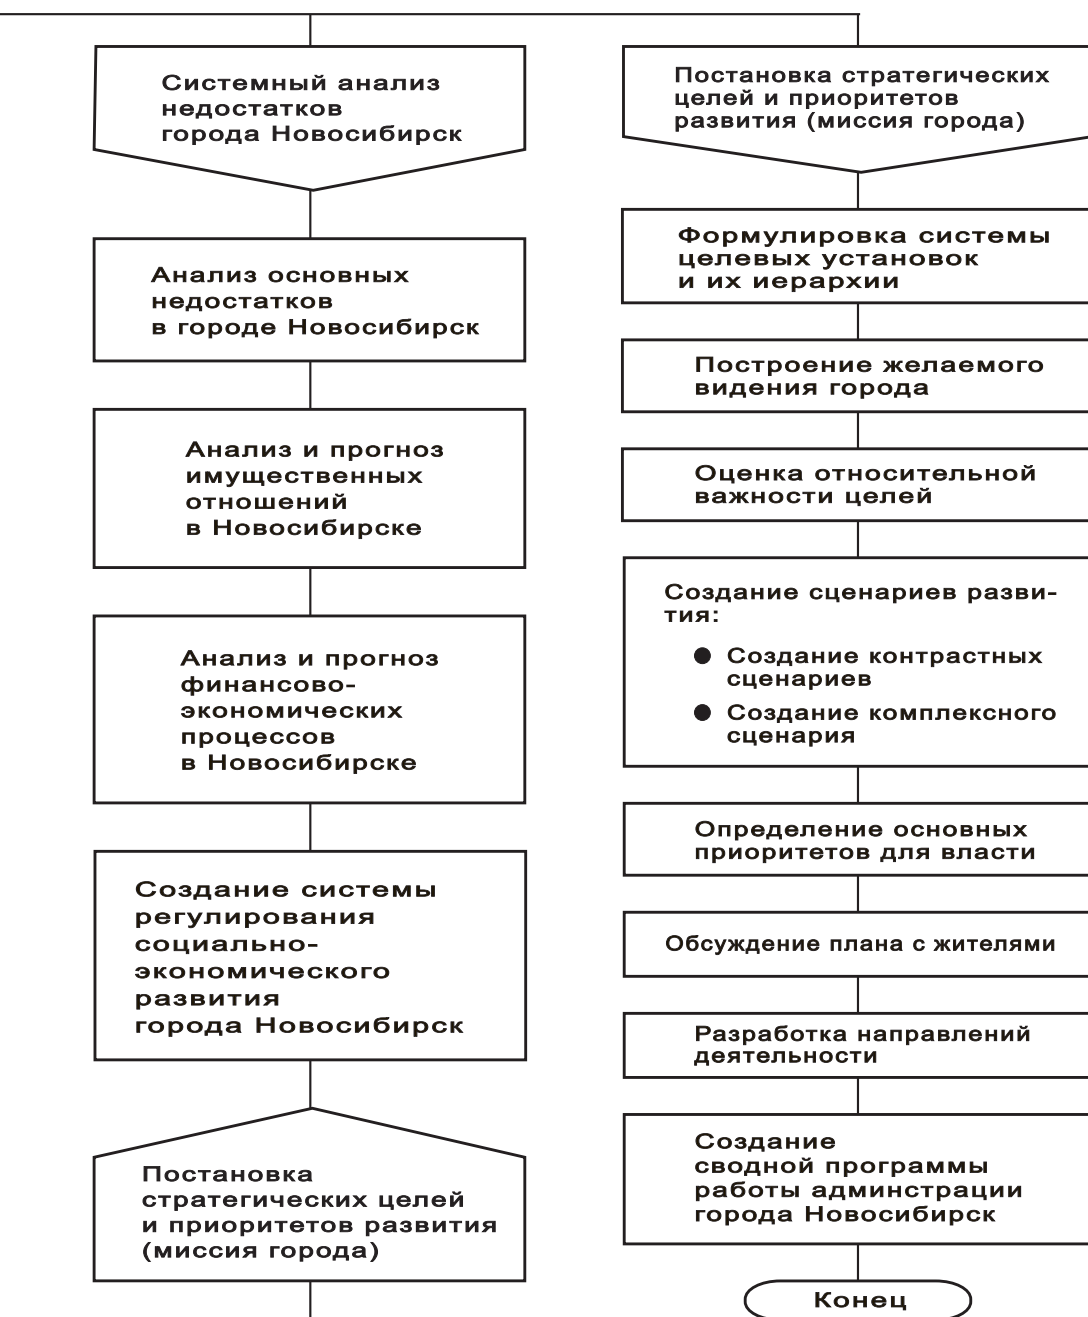 Системный анализ
недостатков
города Новосибирск
Анализ основных
недостатков
в городе Новосибирск
Анализ и прогноз
имущественных
отношений
в Новосибирске
Анализ и прогноз
финансово-
экономических
процессов
в Новосибирске
Создание системы
регулирования
социально-
экономического
развития
города Новосибирск
Постановка
стратегических целей
и приоритетов развития
(миссия города)
Постановка стратегических
целей и приоритетов
развития (миссия города)
Формулировка системы
целевых установок
и их иерархии
Построение желаемого
видения города
Оценка относительной
важности целей
Создание сценариев разви-
тия:
● Создание контрастных
сценариев
● Создание комплексного
сценария
Определение основных
приоритетов для власти
Обсуждение плана с жителями
Разработка направлений
деятельности
Создание
сводной программы
работы админстрации
города Новосибирск
Конец